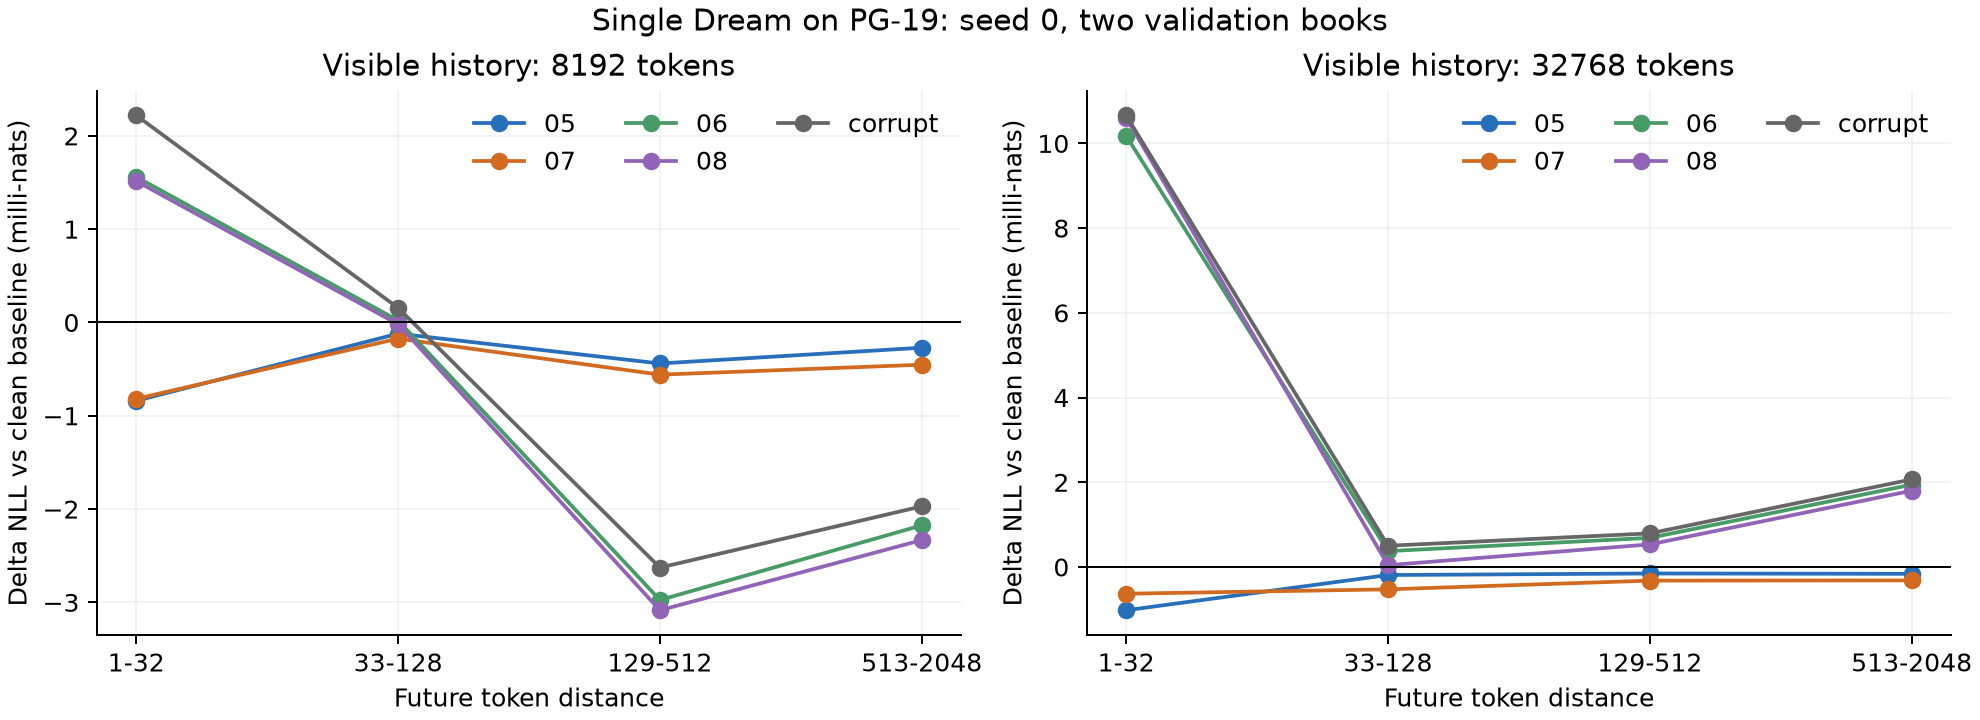 Single Dream on PG-19: seed 0, two validation books
Visible history: 8192 tokens
Delta NLL vs clean baseline (milli-nats)
2
1
0
−1
−2
−3
05 06 corrupt
07 08
1-32 33-128 129-512 513-2048
Future token distance
Visible history: 32768 tokens
Delta NLL vs clean baseline (milli-nats)
10
8
6
4
2
0
05 06 corrupt
07 08
1-32 33-128 129-512 513-2048
Future token distance